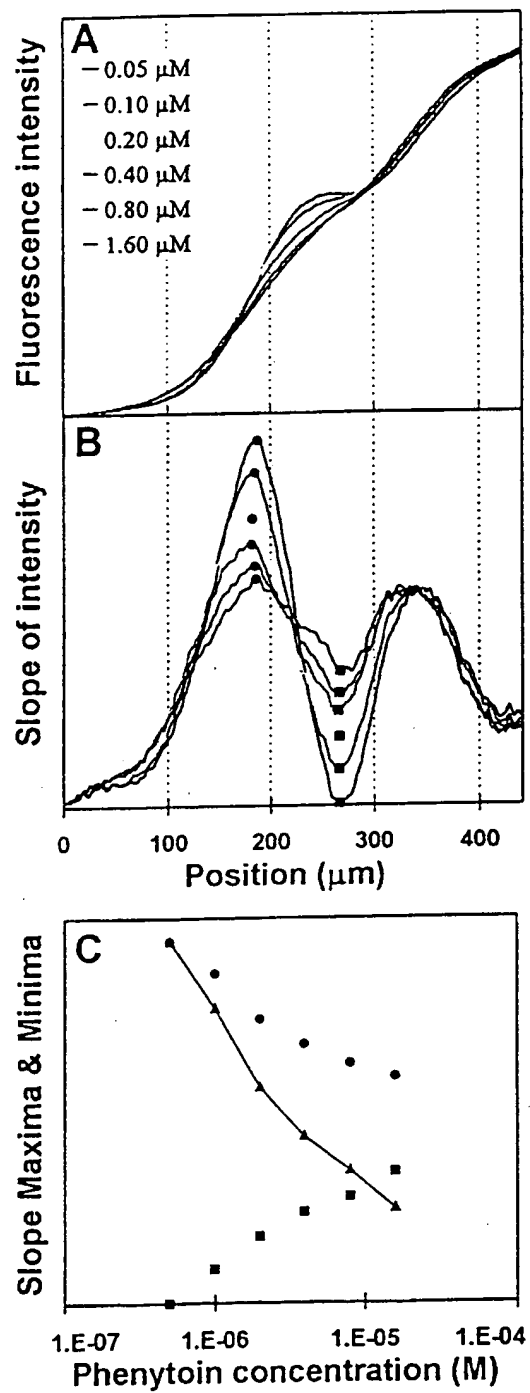 A
Fluorescence intensity
– 0.05 μM
– 0.10 μM
0.20 μM
– 0.40 μM
– 0.80 μM
– 1.60 μM
B
Slope of intensity
0 100 200 300 400
Position (μm)
C
Slope Maxima & Minima
1.E-07 1.E-06 1.E-05 1.E-04
Phenytoin concentration (M)